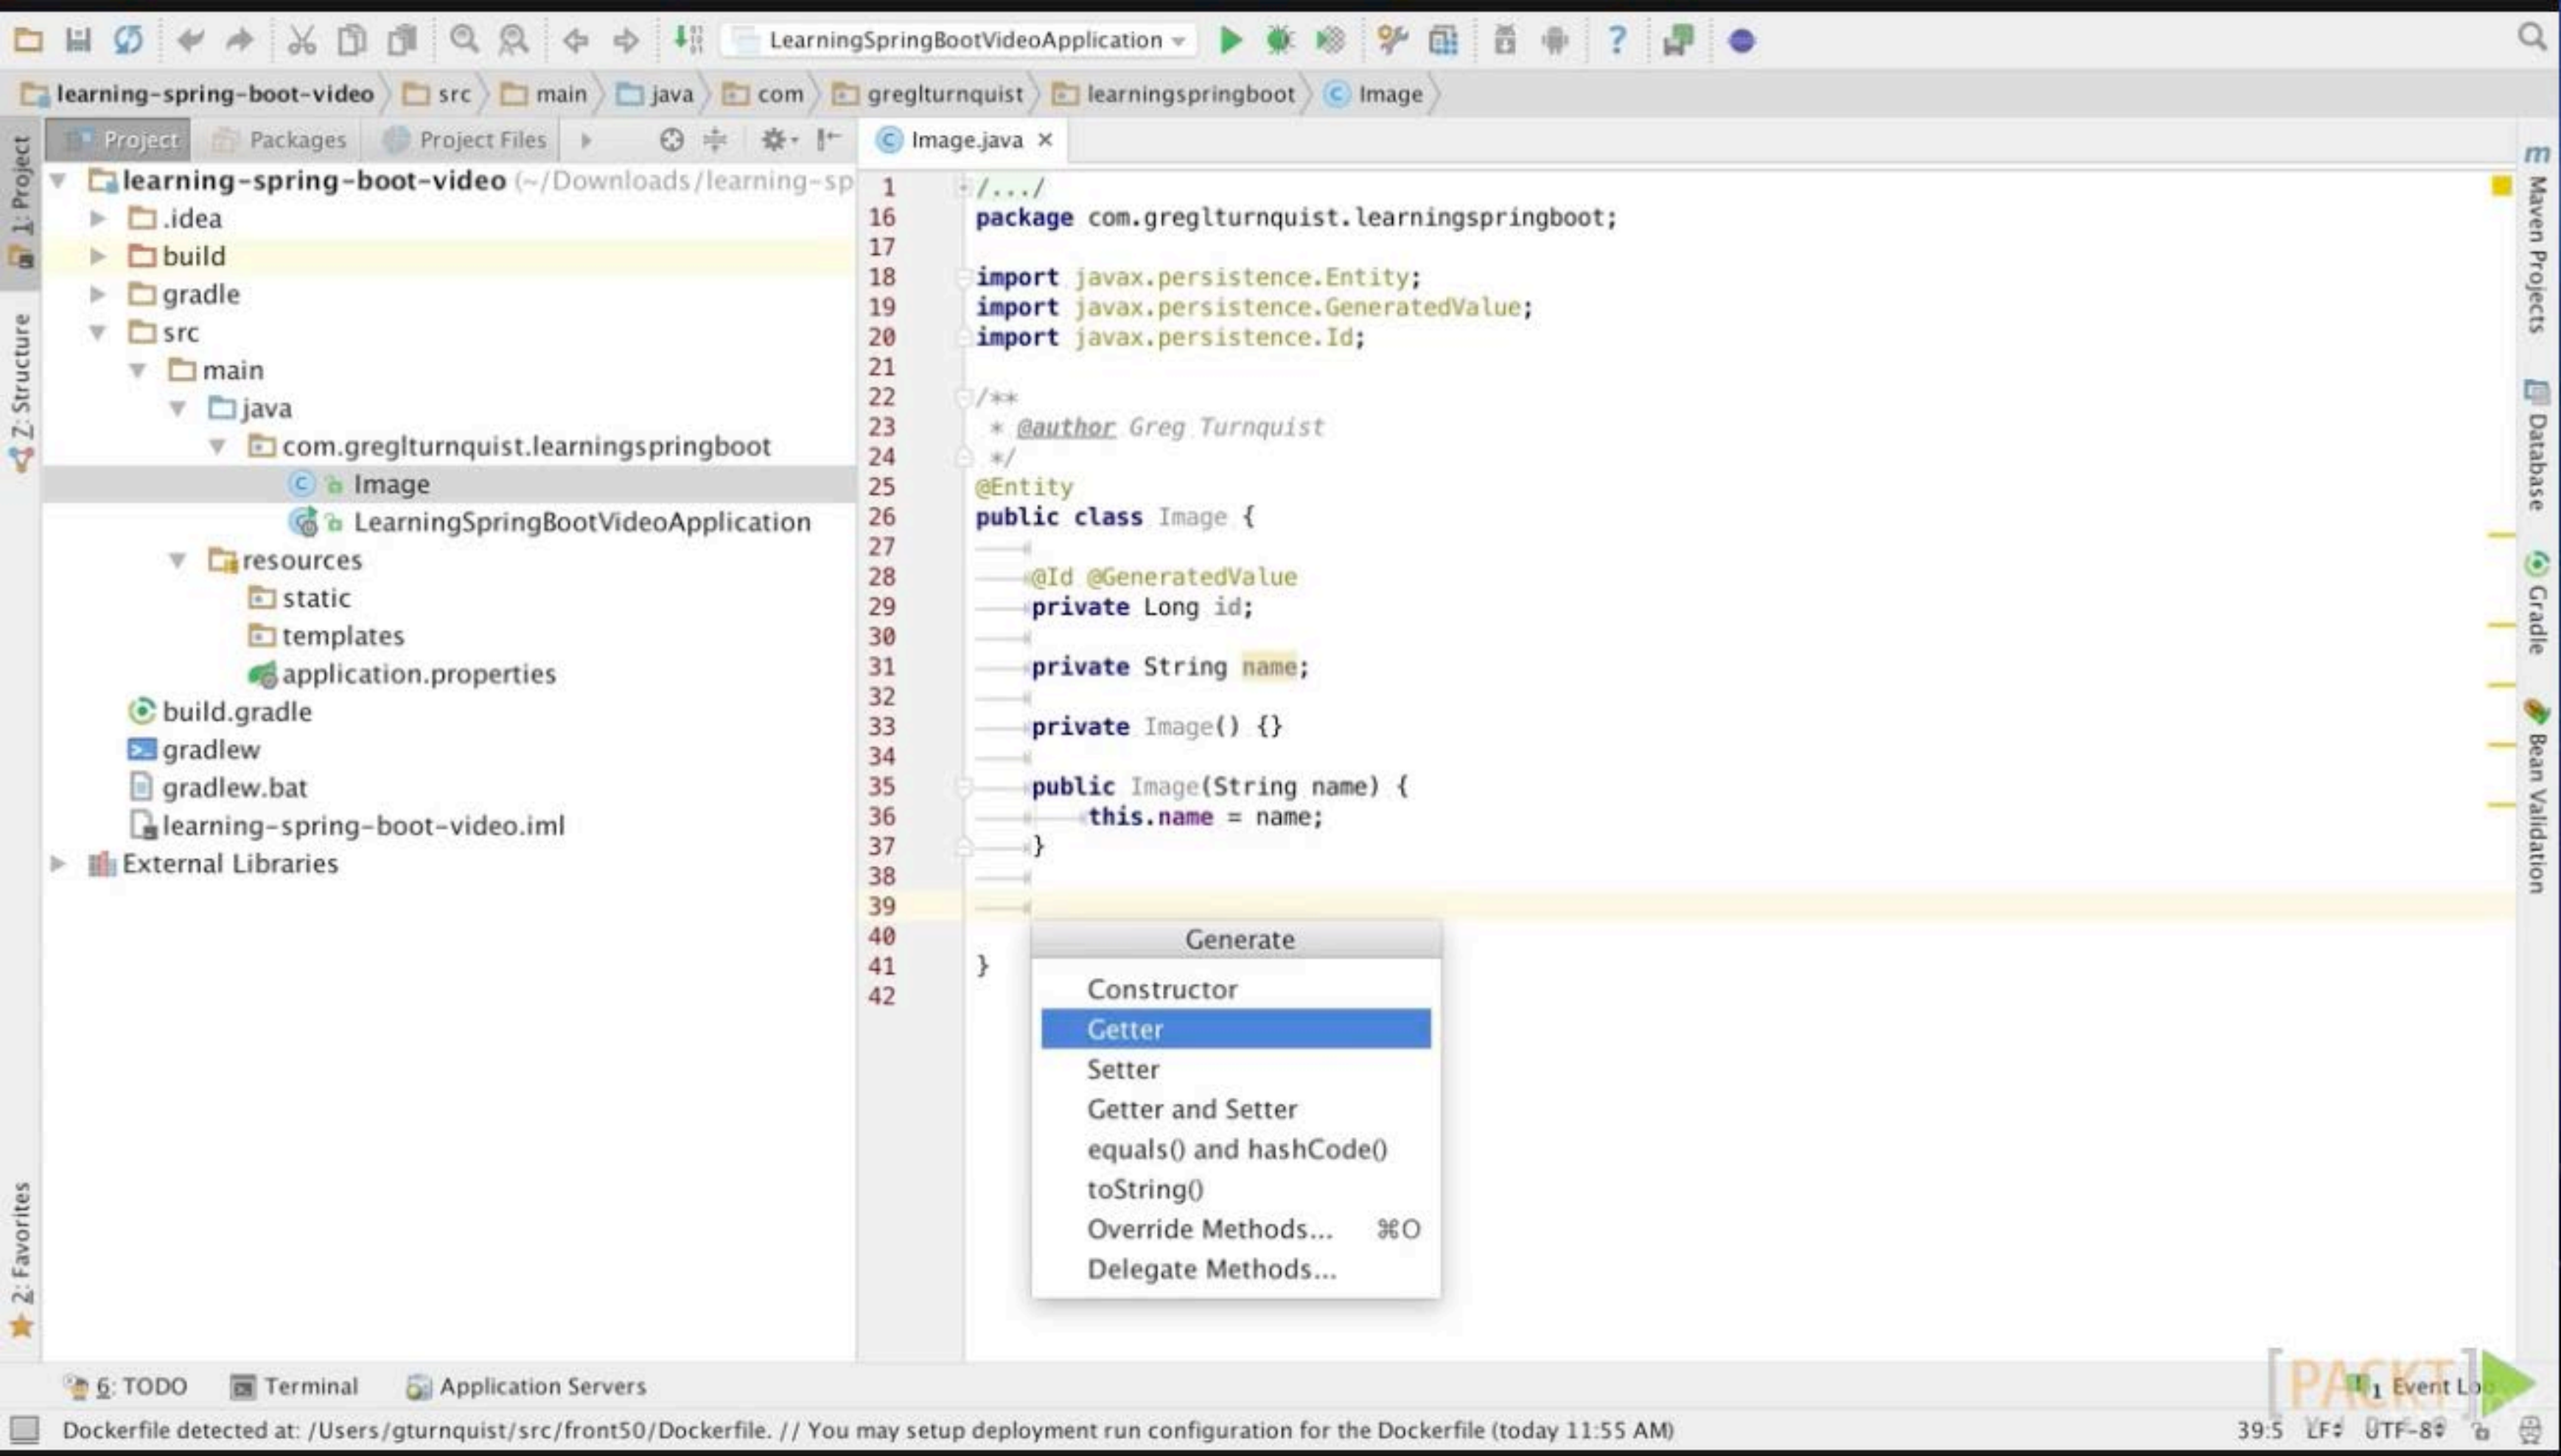 LearningSpringBootVideoApplication
learning-spring-boot-video src main java com greglturnquist learningspringboot Image
Project Packages Project Files
Image.java
1: Project
Z: Structure
2: Favorites
learning-spring-boot-video (~/Downloads/learning-sp
.idea
build
gradle
src
main
java
com.greglturnquist.learningspringboot
Image
LearningSpringBootVideoApplication
resources
static
templates
application.properties
build.gradle
gradlew
gradlew.bat
learning-spring-boot-video.iml
External Libraries
1 /.../
16 package com.greglturnquist.learningspringboot;
17
18 import javax.persistence.Entity;
19 import javax.persistence.GeneratedValue;
20 import javax.persistence.Id;
21
22 /**
23 * @author Greg Turnquist
24 */
25 @Entity
26 public class Image {
27
28 @Id @GeneratedValue
29 private Long id;
30
31 private String name;
32
33 private Image() {}
34
35 public Image(String name) {
36 this.name = name;
37 }
38
39
40
41 }
42
Generate
Constructor
Getter
Setter
Getter and Setter
equals() and hashCode()
toString()
Override Methods... ⌘O
Delegate Methods...
m Maven Projects
Database
Gradle
Bean Validation
6: TODO Terminal Application Servers
[PACKT]
1 Event Lo
Dockerfile detected at: /Users/gturnquist/src/front50/Dockerfile. // You may setup deployment run configuration for the Dockerfile (today 11:55 AM)
39:5 LF UTF-8